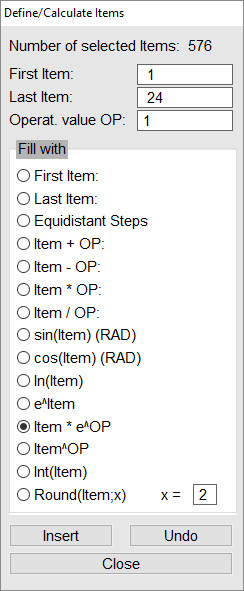 Define/Calculate Items
Number of selected Items: 576
First Item: 1
Last Item: 24
Operat. value OP: 1
Fill with
First Item:
Last Item:
Equidistant Steps
Item + OP:
Item - OP:
Item * OP:
Item / OP:
sin(Item) (RAD)
cos(Item) (RAD)
ln(Item)
e^Item
Item * e^OP
Item^OP
Int(Item)
Round(Item;x) x = 2
Insert Undo
Close